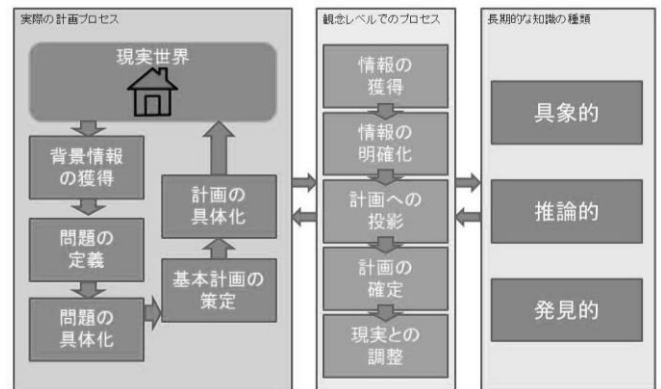 実際の計画プロセス
現実世界
背景情報
の獲得
問題の
定義
問題の
具体化
基本計画の
策定
計画の
具体化
観念レベルでのプロセス
情報の
獲得
情報の
明確化
計画への
投影
計画の
確定
現実との
調整
長期的な知識の種類
具象的
推論的
発見的